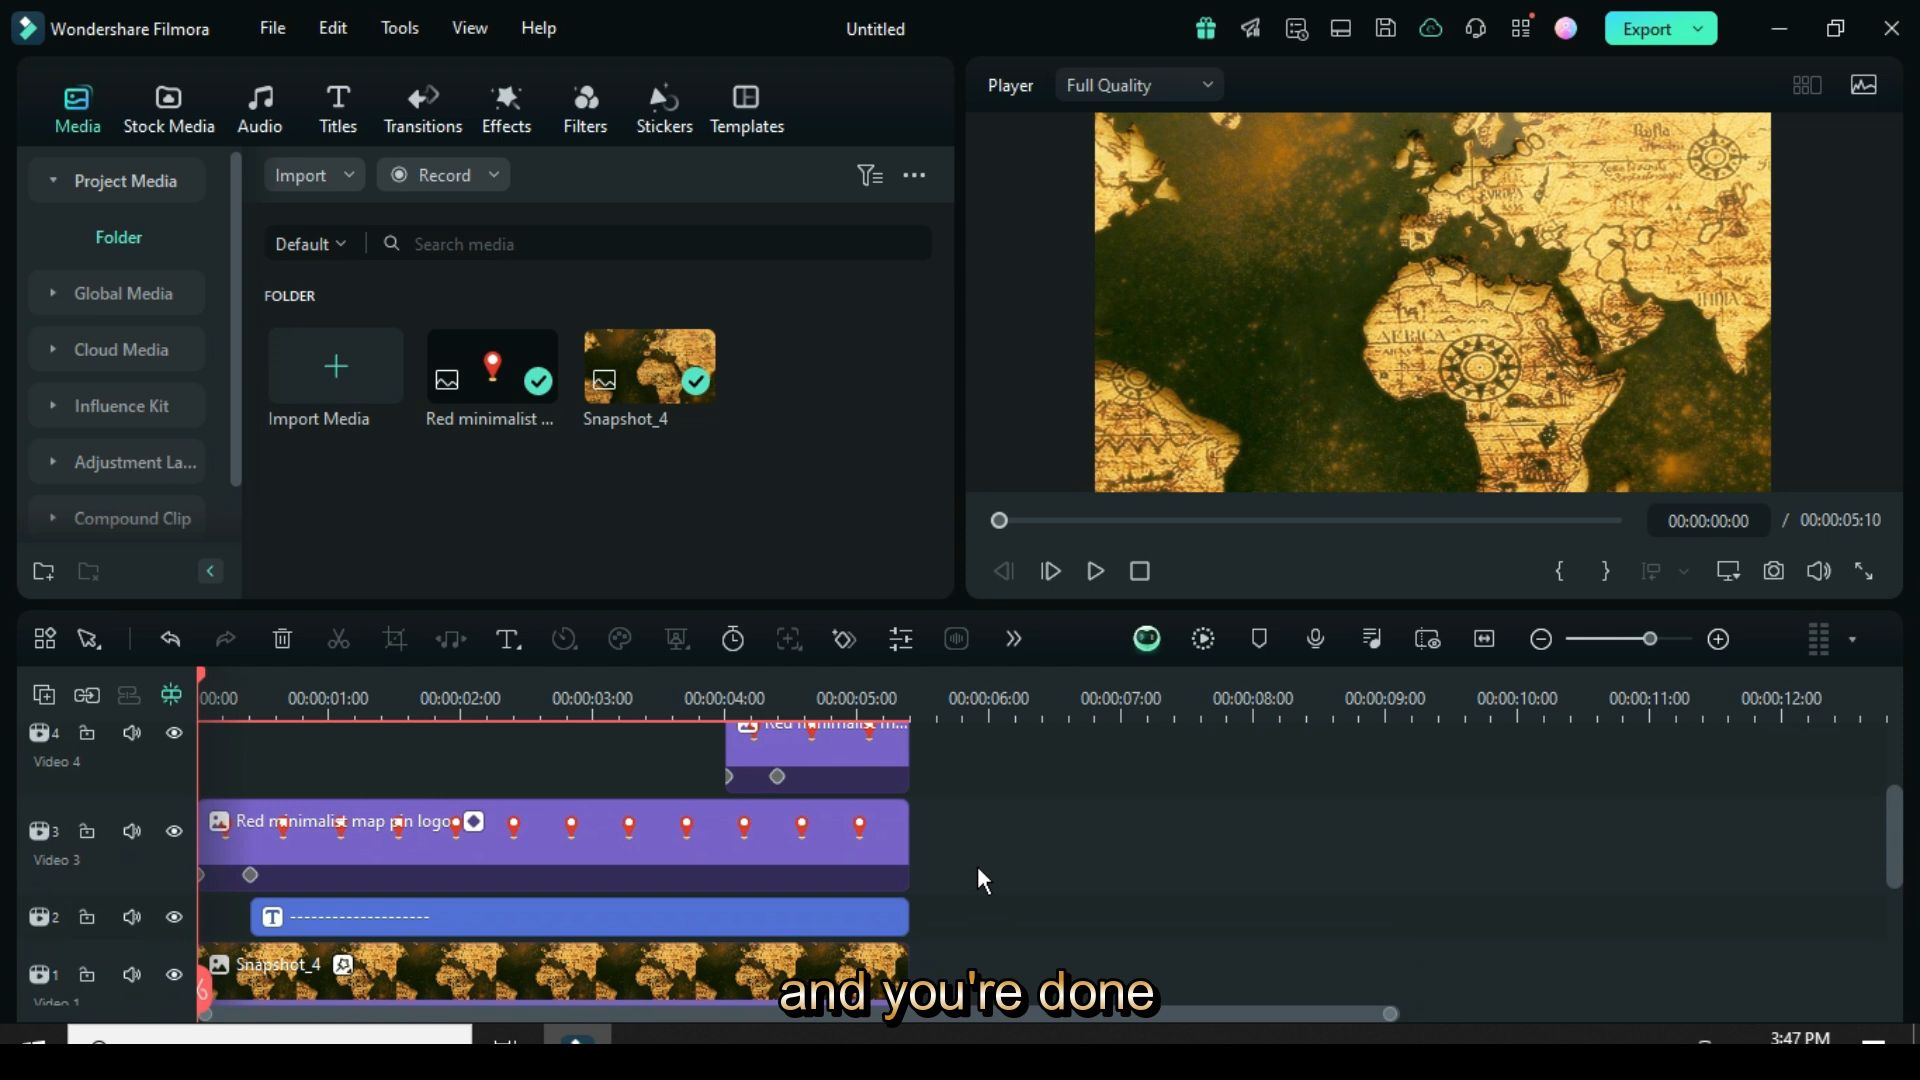 Wondershare Filmora File Edit Tools View Help Untitled Export
Media Stock Media Audio Titles Transitions Effects Filters Stickers Templates
Player Full Quality
Project Media
Import Record
Folder
Default Search media
Global Media
FOLDER
Cloud Media
Influence Kit
Import Media Red minimalist ... Snapshot_4
Adjustment La...
Compound Clip
EUROPA
AFRICA
INDIA
00:00:00:00 / 00:00:05:10
00:00 00:00:01:00 00:00:02:00 00:00:03:00 00:00:04:00 00:00:05:00 00:00:06:00 00:00:07:00 00:00:08:00 00:00:09:00 00:00:10:00 00:00:11:00 00:00:12:00
4
Video 4
Red minimalist m...
3
Video 3
Red minimalist map pin logo
2
T --------------------
1
Video 1
Snapshot_4
and you're done
3:47 PM